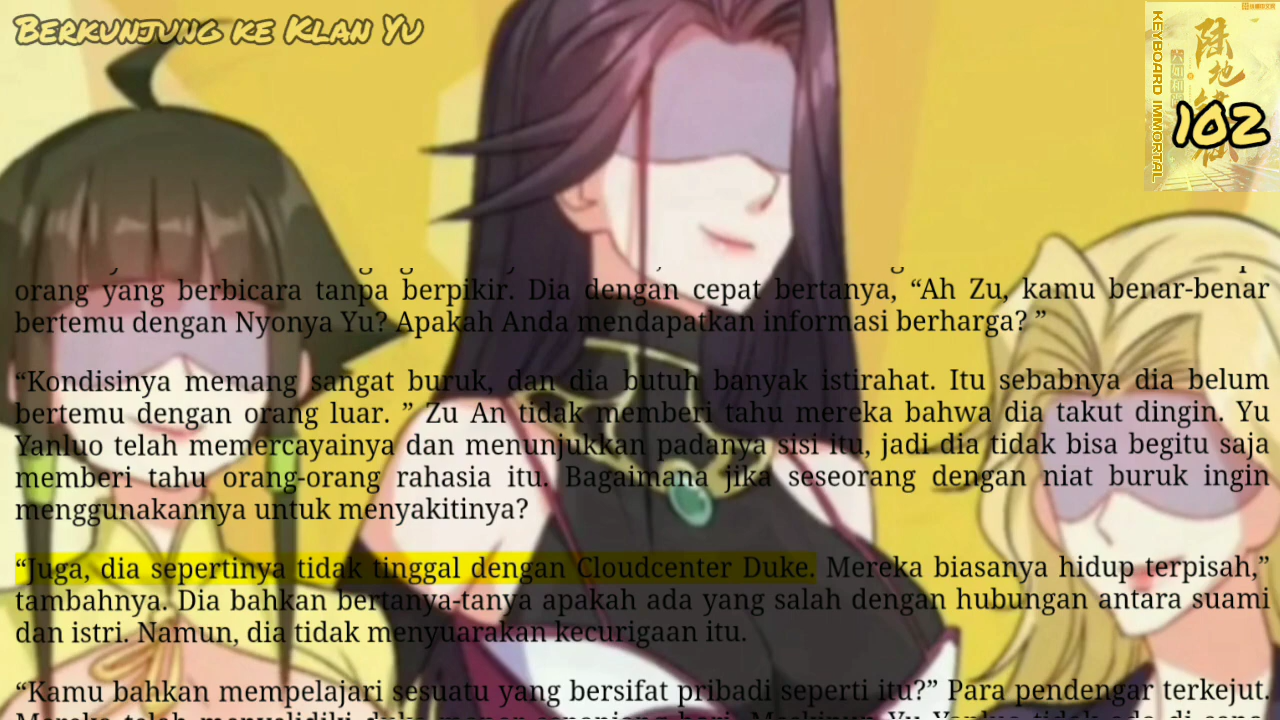 Berkunjung ke Klan Yu
KEYBOARD IMMORTAL
102
orang yang berbicara tanpa berpikir. Dia dengan cepat bertanya, “Ah Zu, kamu benar-benar
bertemu dengan Nyonya Yu? Apakah Anda mendapatkan informasi berharga? ”
“Kondisinya memang sangat buruk, dan dia butuh banyak istirahat. Itu sebabnya dia belum
bertemu dengan orang luar. ” Zu An tidak memberi tahu mereka bahwa dia takut dingin. Yu
Yanluo telah memercayainya dan menunjukkan padanya sisi itu, jadi dia tidak bisa begitu saja
memberi tahu orang-orang rahasia itu. Bagaimana jika seseorang dengan niat buruk ingin
menggunakannya untuk menyakitinya?
“Juga, dia sepertinya tidak tinggal dengan Cloudcenter Duke. Mereka biasanya hidup terpisah,”
tambahnya. Dia bahkan bertanya-tanya apakah ada yang salah dengan hubungan antara suami
dan istri. Namun, dia tidak menyuarakan kecurigaan itu.
“Kamu bahkan mempelajari sesuatu yang bersifat pribadi seperti itu?” Para pendengar terkejut.